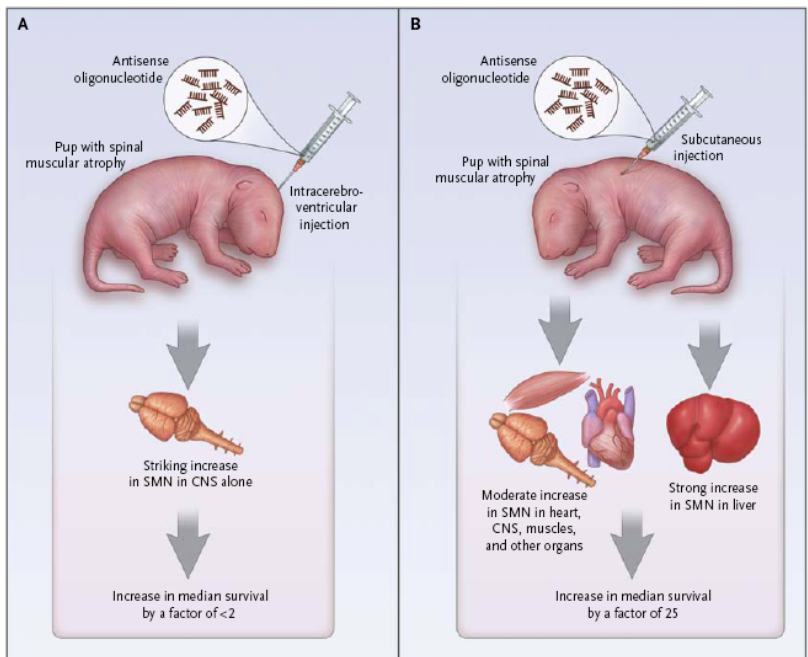 A
Antisense
oligonucleotide
Pup with spinal
muscular atrophy
Intracerebro-
ventricular
injection
Striking increase
in SMN in CNS alone
Increase in median survival
by a factor of <2
B
Antisense
oligonucleotide
Subcutaneous
injection
Pup with spinal
muscular atrophy
Moderate increase
in SMN in heart,
CNS, muscles,
and other organs
Strong increase
in SMN in liver
Increase in median survival
by a factor of 25